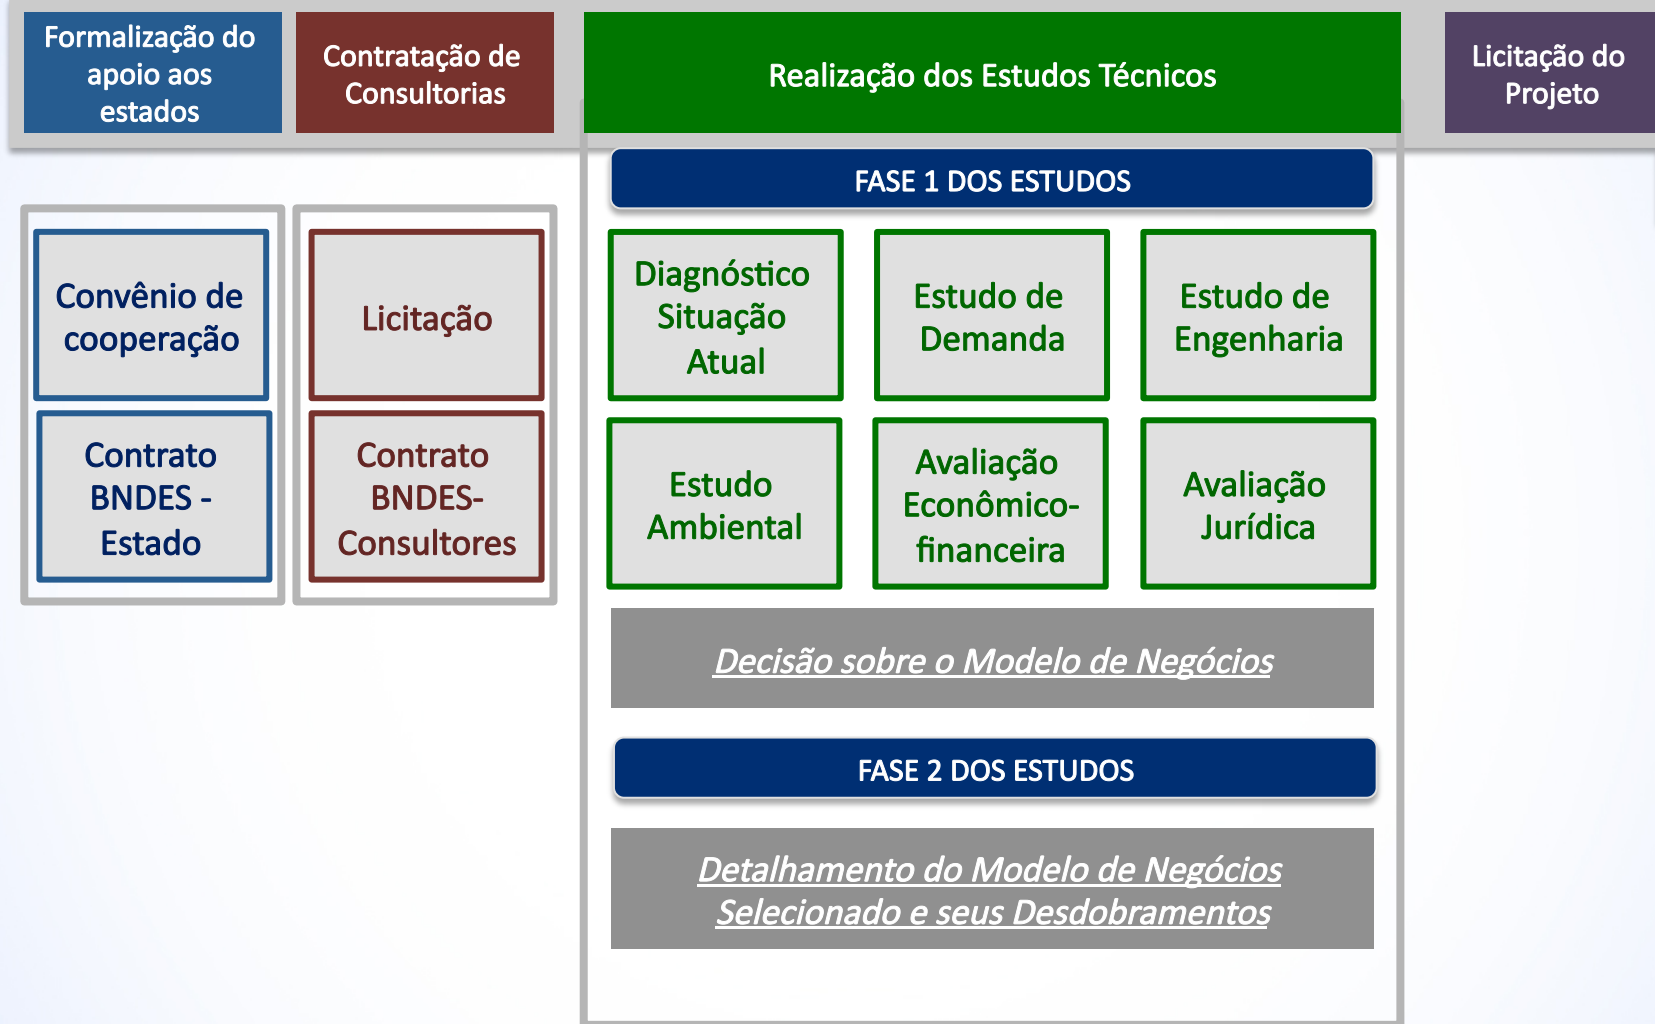 Formalização do
apoio aos
estados
Contratação de
Consultorias
Realização dos Estudos Técnicos
Licitação do
Projeto
FASE 1 DOS ESTUDOS
Convênio de
cooperação
Licitação
Diagnóstico
Situação
Atual
Estudo de
Demanda
Estudo de
Engenharia
Contrato
BNDES -
Estado
Contrato
BNDES-
Consultores
Estudo
Ambiental
Avaliação
Econômico-
financeira
Avaliação
Jurídica
Decisão sobre o Modelo de Negócios
FASE 2 DOS ESTUDOS
Detalhamento do Modelo de Negócios
Selecionado e seus Desdobramentos